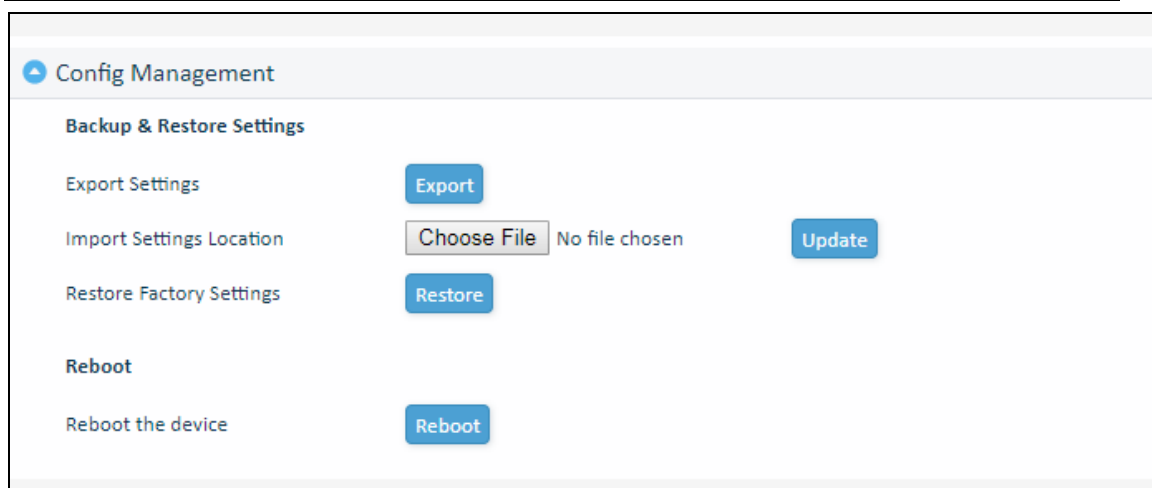 Config Management
Backup & Restore Settings
Export Settings Export
Import Settings Location Choose File No file chosen Update
Restore Factory Settings Restore
Reboot
Reboot the device Reboot